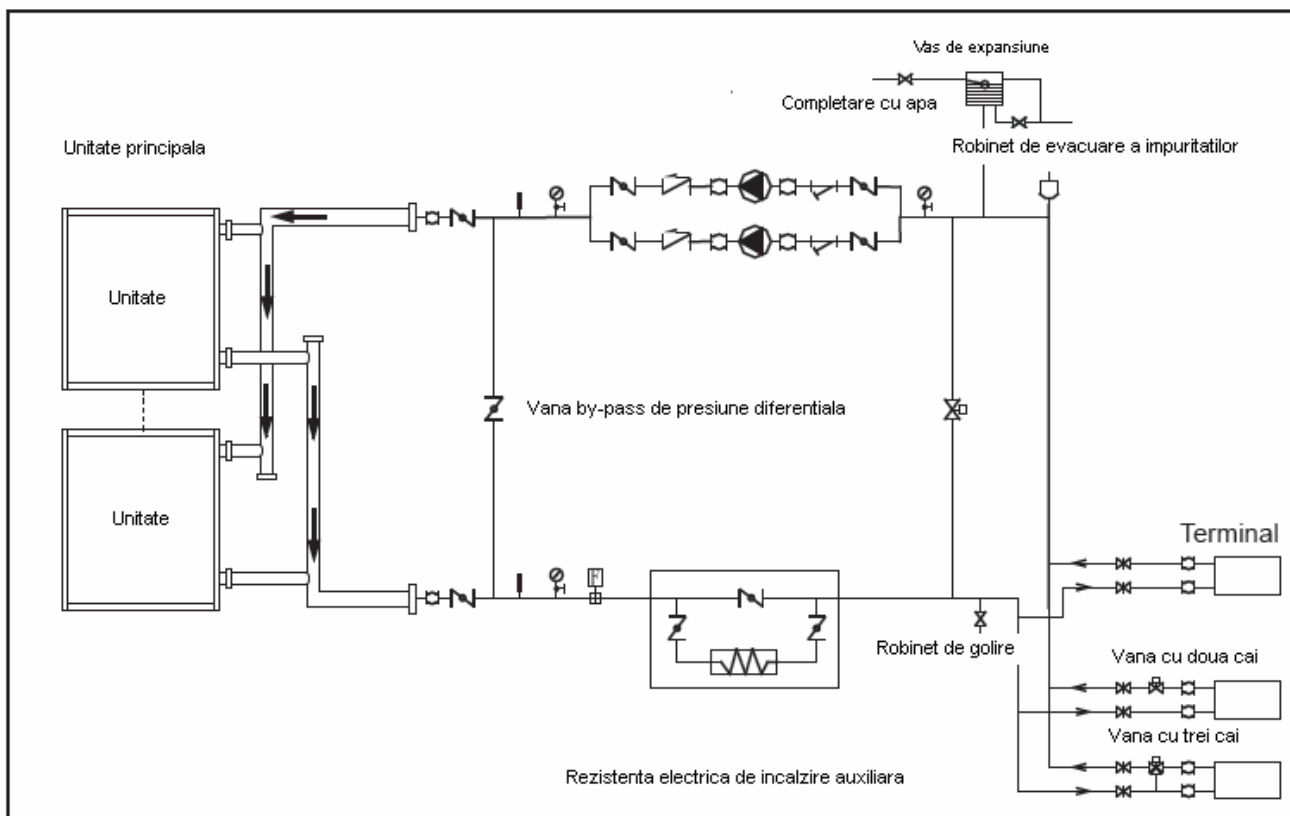 Vas de expansiune
Completare cu apa
Robinet de evacuare a impuritatilor
Unitate principala
Unitate
Vana by-pass de presiune diferentiala
Unitate
Terminal
Robinet de golire
Vana cu doua cai
Vana cu trei cai
Rezistenta electrica de incalzire auxiliara